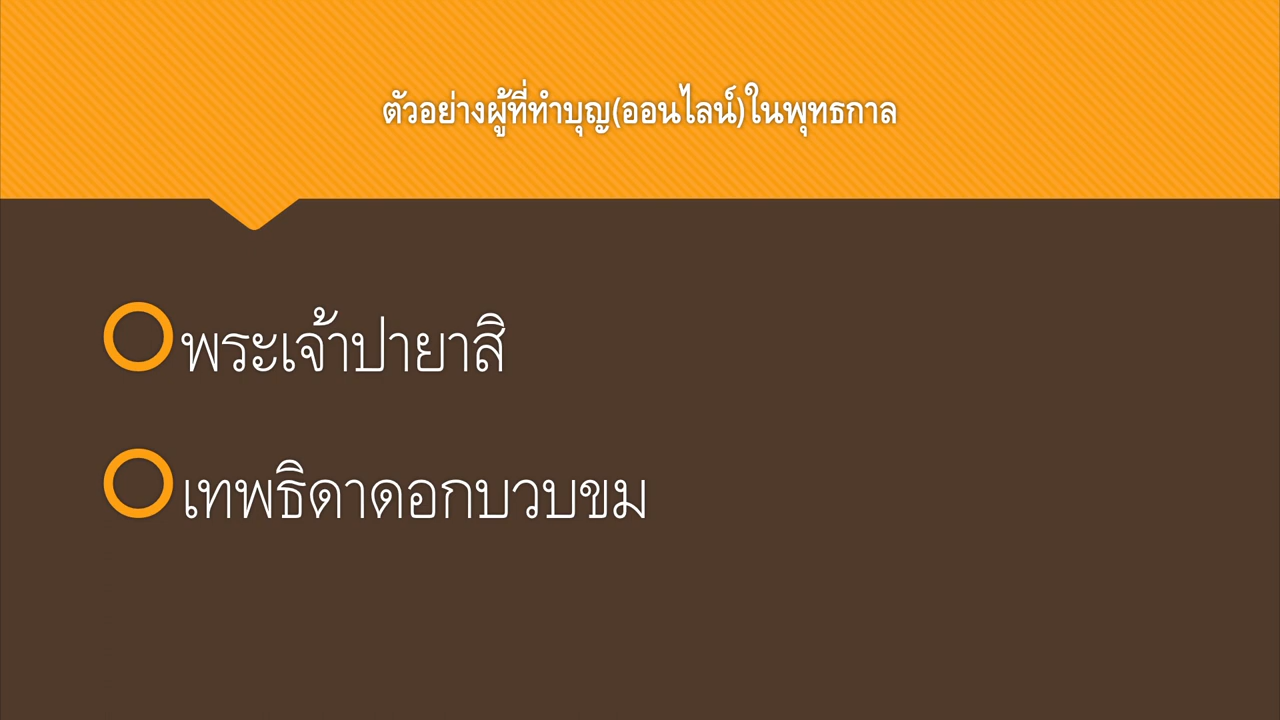 ตัวอย่างผู้ที่ทำบุญ(ออนไลน์)ในพุทธกาล
พระเจ้าปายาสิ
เทพธิดาดอกบวบขม